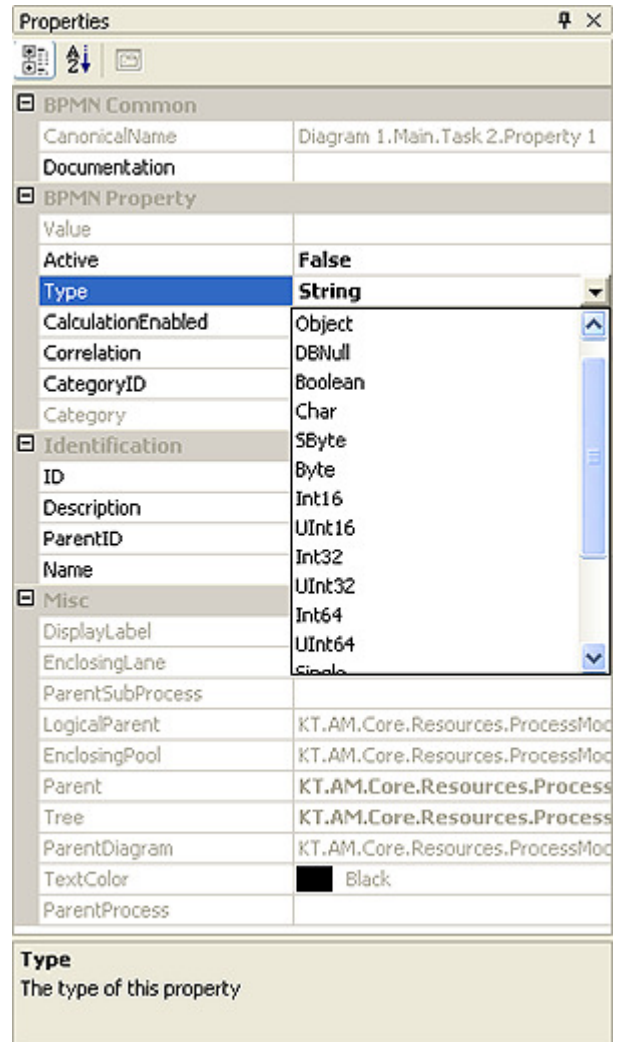 Properties
BPMN Common
CanonicalName Diagram 1.Main.Task 2.Property 1
Documentation
BPMN Property
Value
Active False
Type String
CalculationEnabled Object
Correlation DBNull
CategoryID Boolean
Category Char
Identification SByte
ID Byte
Description Int16
ParentID UInt16
Name Int32
Misc UInt32
DisplayLabel Int64
EnclosingLane UInt64
Single
ParentSubProcess
LogicalParent KT.AM.Core.Resources.ProcessMod
EnclosingPool KT.AM.Core.Resources.ProcessMod
Parent KT.AM.Core.Resources.Process
Tree KT.AM.Core.Resources.Process
ParentDiagram KT.AM.Core.Resources.ProcessMod
TextColor Black
ParentProcess
Type
The type of this property